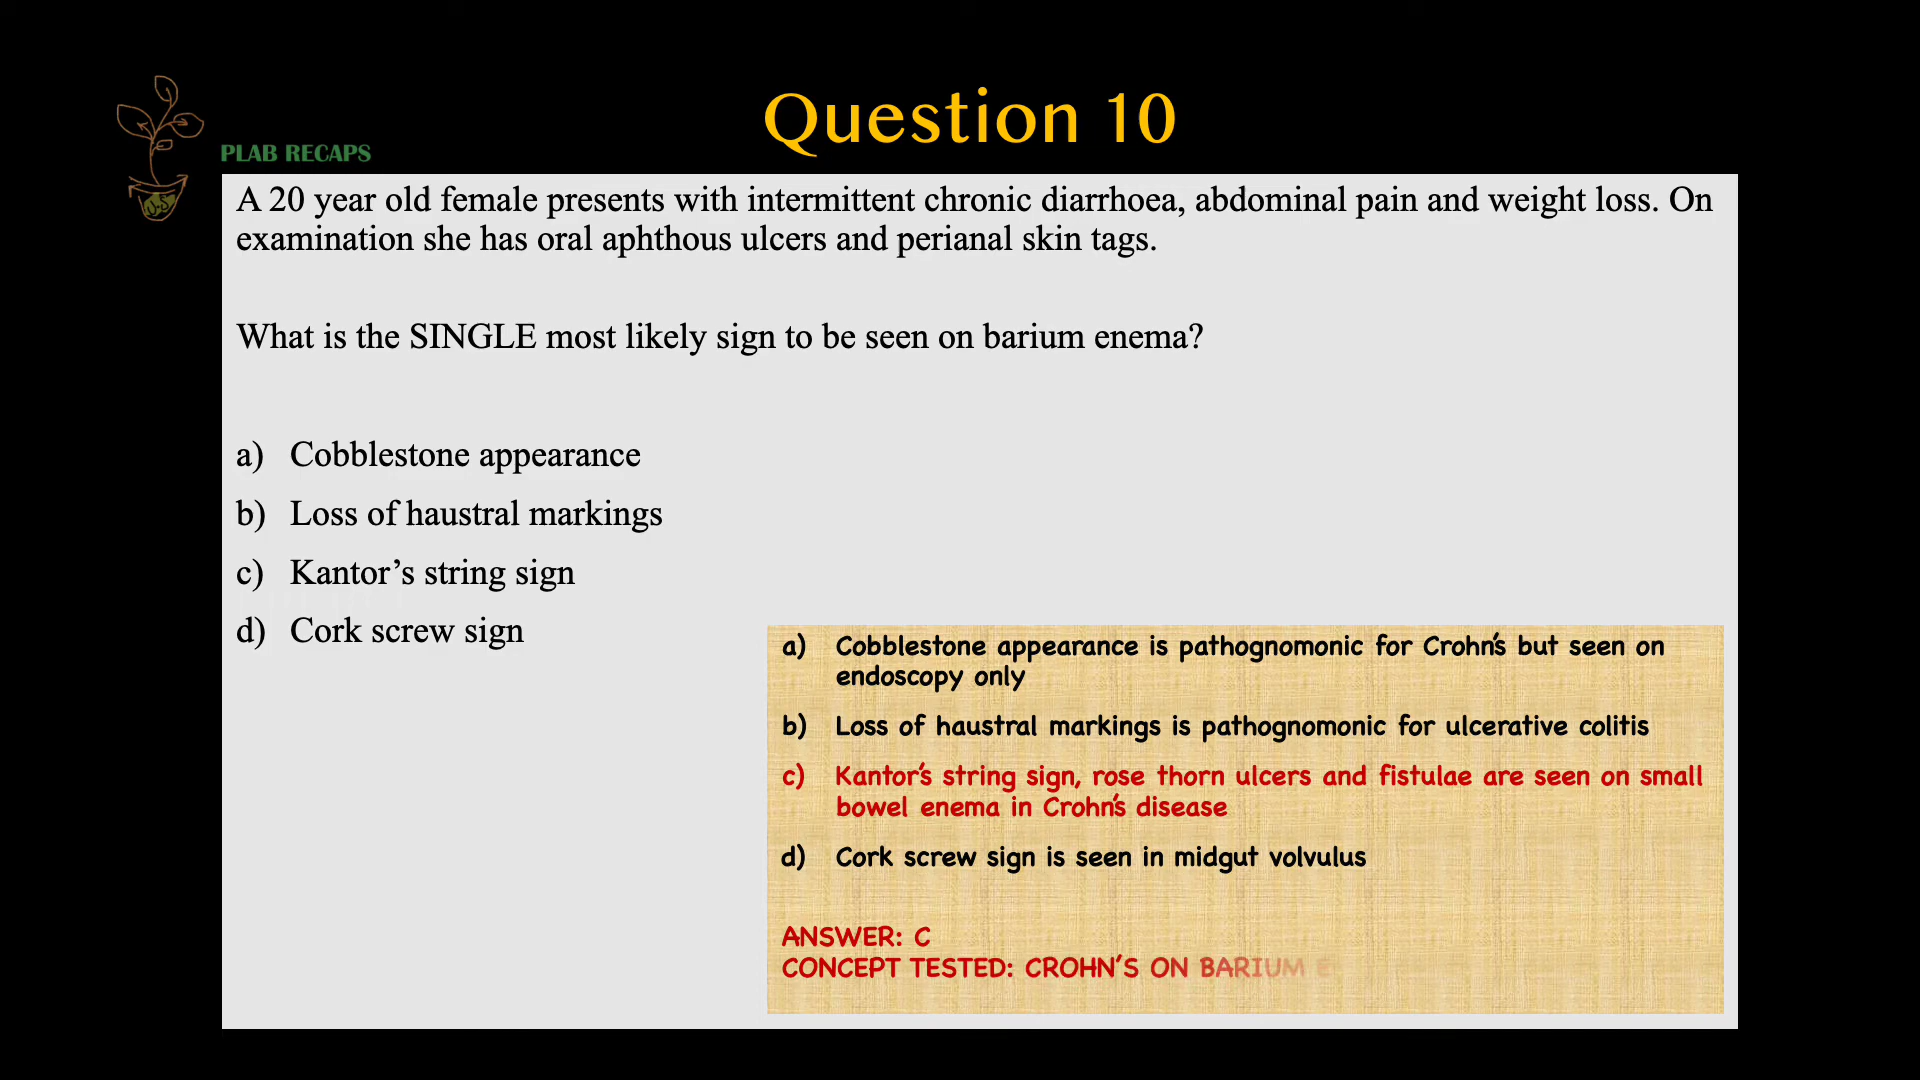 Question 10
PLAB RECAPS
A 20 year old female presents with intermittent chronic diarrhoea, abdominal pain and weight loss. On
examination she has oral aphthous ulcers and perianal skin tags.
What is the SINGLE most likely sign to be seen on barium enema?
a) Cobblestone appearance
b) Loss of haustral markings
c) Kantor’s string sign
d) Cork screw sign
a) Cobblestone appearance is pathognomonic for Crohn's but seen on
endoscopy only
b) Loss of haustral markings is pathognomonic for ulcerative colitis
c) Kantor's string sign, rose thorn ulcers and fistulae are seen on small
bowel enema in Crohn's disease
d) Cork screw sign is seen in midgut volvulus
ANSWER: C
CONCEPT TESTED: CROHN'S ON BARIUM E